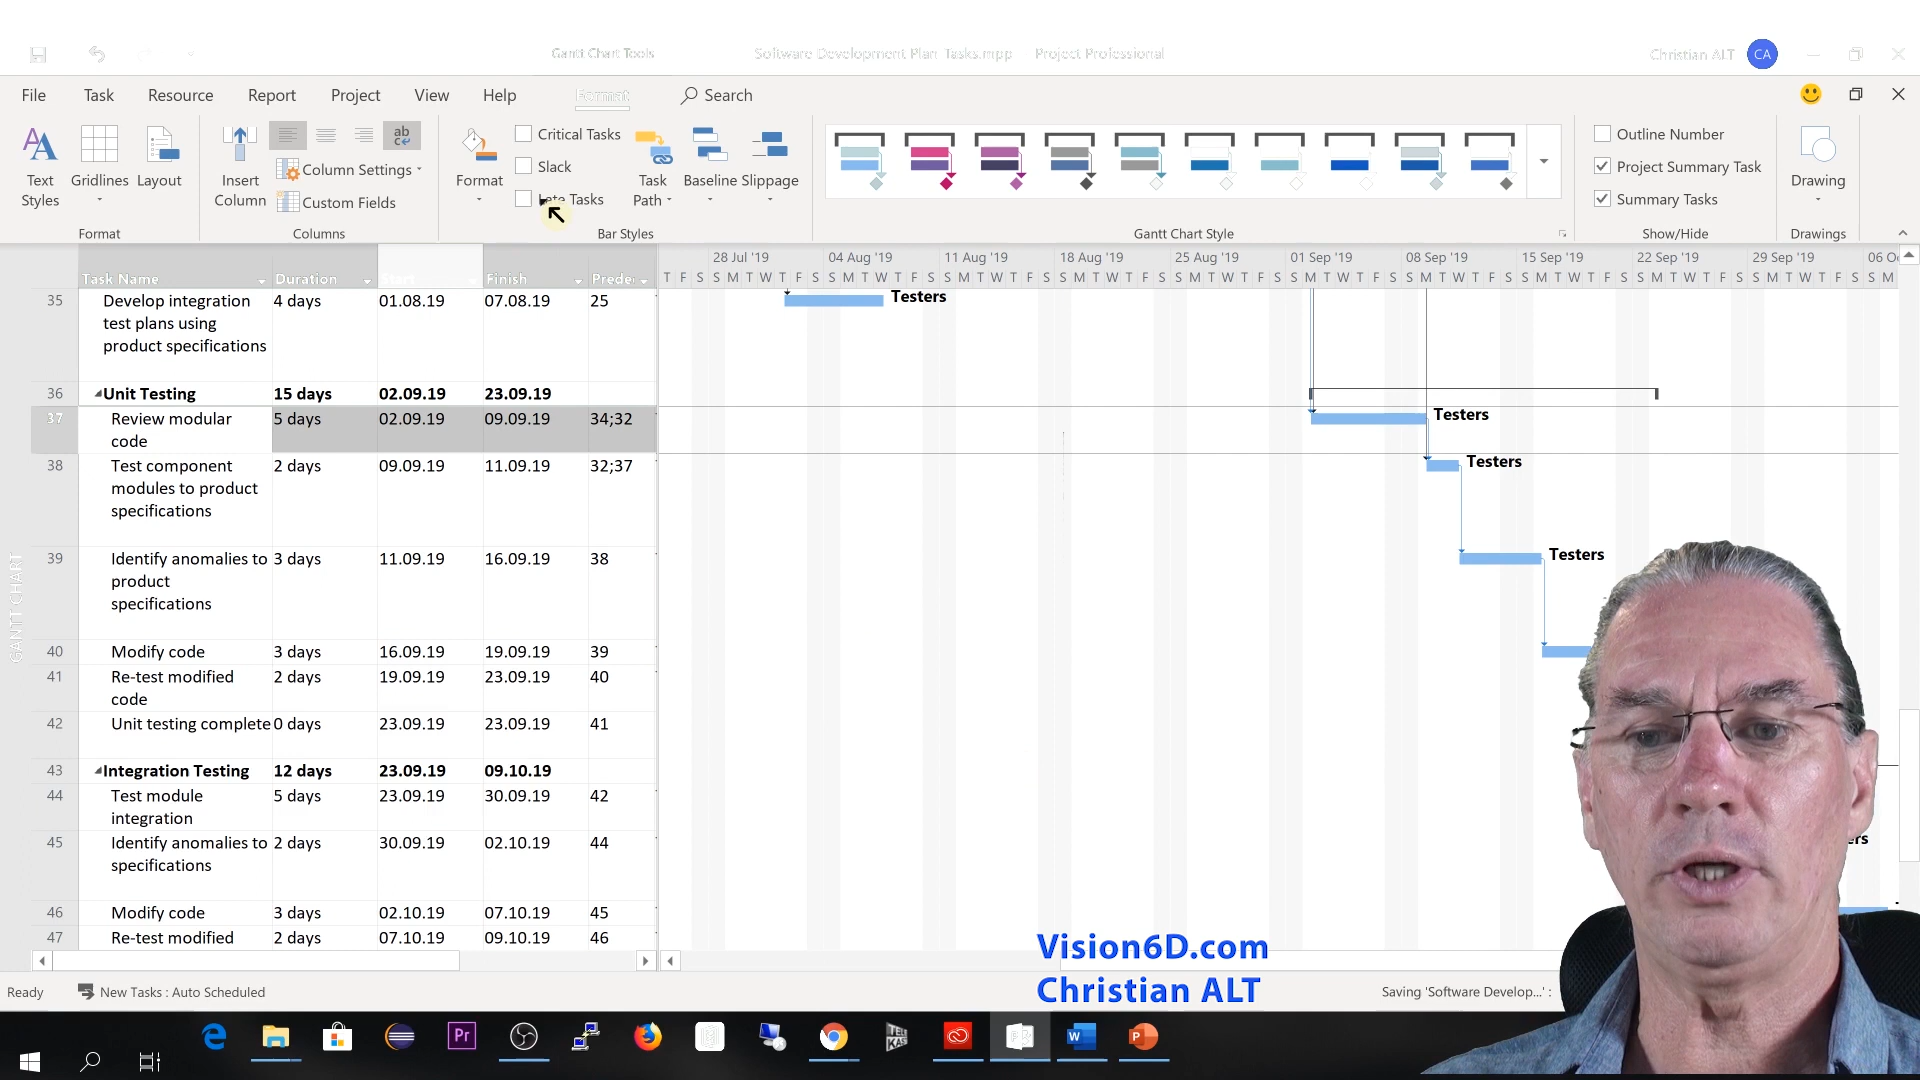 Gantt Chart Tools Software Development Plan Tasks.mpp - Project Professional Christian ALT CA
File Task Resource Report Project View Help Format Search
Text Styles
Gridlines
Layout
Format
Insert Column
Column Settings
Custom Fields
Columns
Format
Critical Tasks
Slack
Late Tasks
Task Path
Baseline
Slippage
Bar Styles
Gantt Chart Style
Outline Number
Project Summary Task
Summary Tasks
Show/Hide
Drawing
Drawings
Task Name Duration Start Finish Prede
28 Jul '19 04 Aug '19 11 Aug '19 18 Aug '19 25 Aug '19 01 Sep '19 08 Sep '19 15 Sep '19 22 Sep '19 29 Sep '19 06 Oc
T F S S M T W T F S S M T W T F S S M T W T F S S M T W T F S S M T W T F S S M T W T F S S M T W T F S S M T W T F S S M T W T F S S M T W T F S S M
35 Develop integration test plans using product specifications 4 days 01.08.19 07.08.19 25 Testers
36 Unit Testing 15 days 02.09.19 23.09.19
37 Review modular code 5 days 02.09.19 09.09.19 34;32 Testers
38 Test component modules to product specifications 2 days 09.09.19 11.09.19 32;37 Testers
39 Identify anomalies to product specifications 3 days 11.09.19 16.09.19 38 Testers
40 Modify code 3 days 16.09.19 19.09.19 39
41 Re-test modified code 2 days 19.09.19 23.09.19 40
42 Unit testing complete 0 days 23.09.19 23.09.19 41
43 Integration Testing 12 days 23.09.19 09.10.19
44 Test module integration 5 days 23.09.19 30.09.19 42
45 Identify anomalies to specifications 2 days 30.09.19 02.10.19 44
46 Modify code 3 days 02.10.19 07.10.19 45
47 Re-test modified 2 days 07.10.19 09.10.19 46
GANTT CHART
Vision6D.com
Christian ALT
Ready New Tasks : Auto Scheduled Saving 'Software Develop...' :